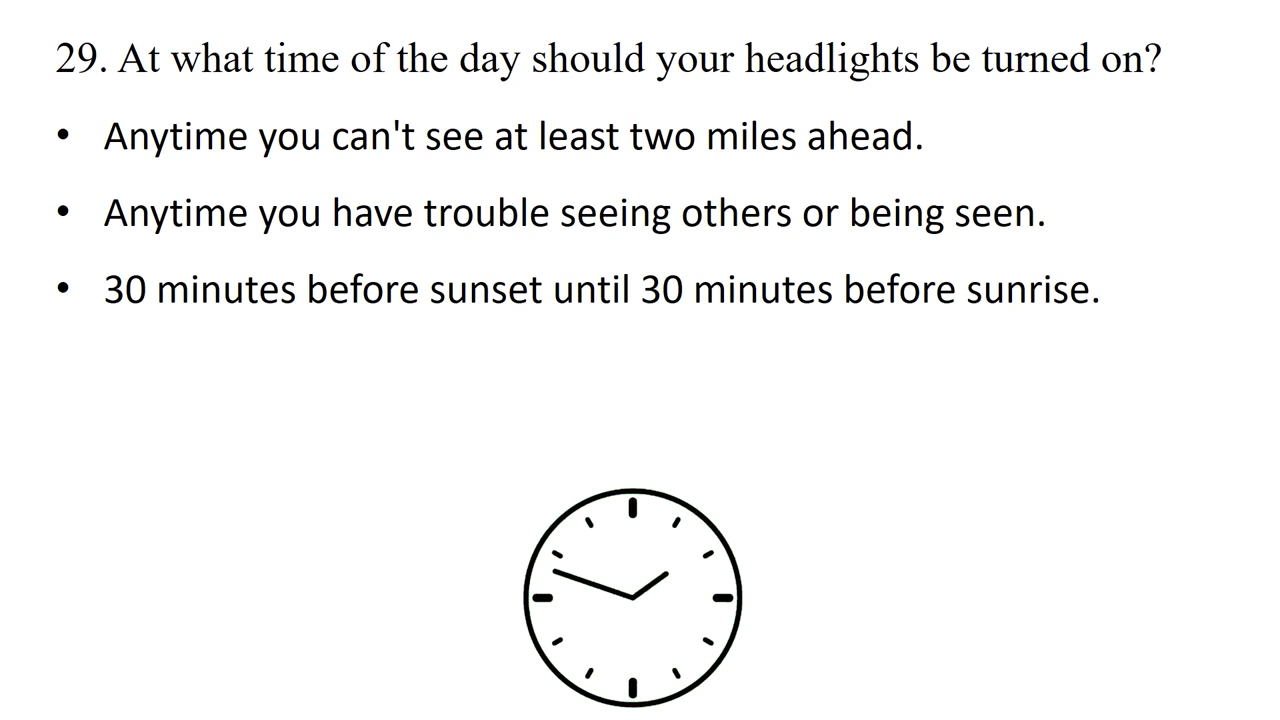 29. At what time of the day should your headlights be turned on?
• Anytime you can't see at least two miles ahead.
• Anytime you have trouble seeing others or being seen.
• 30 minutes before sunset until 30 minutes before sunrise.